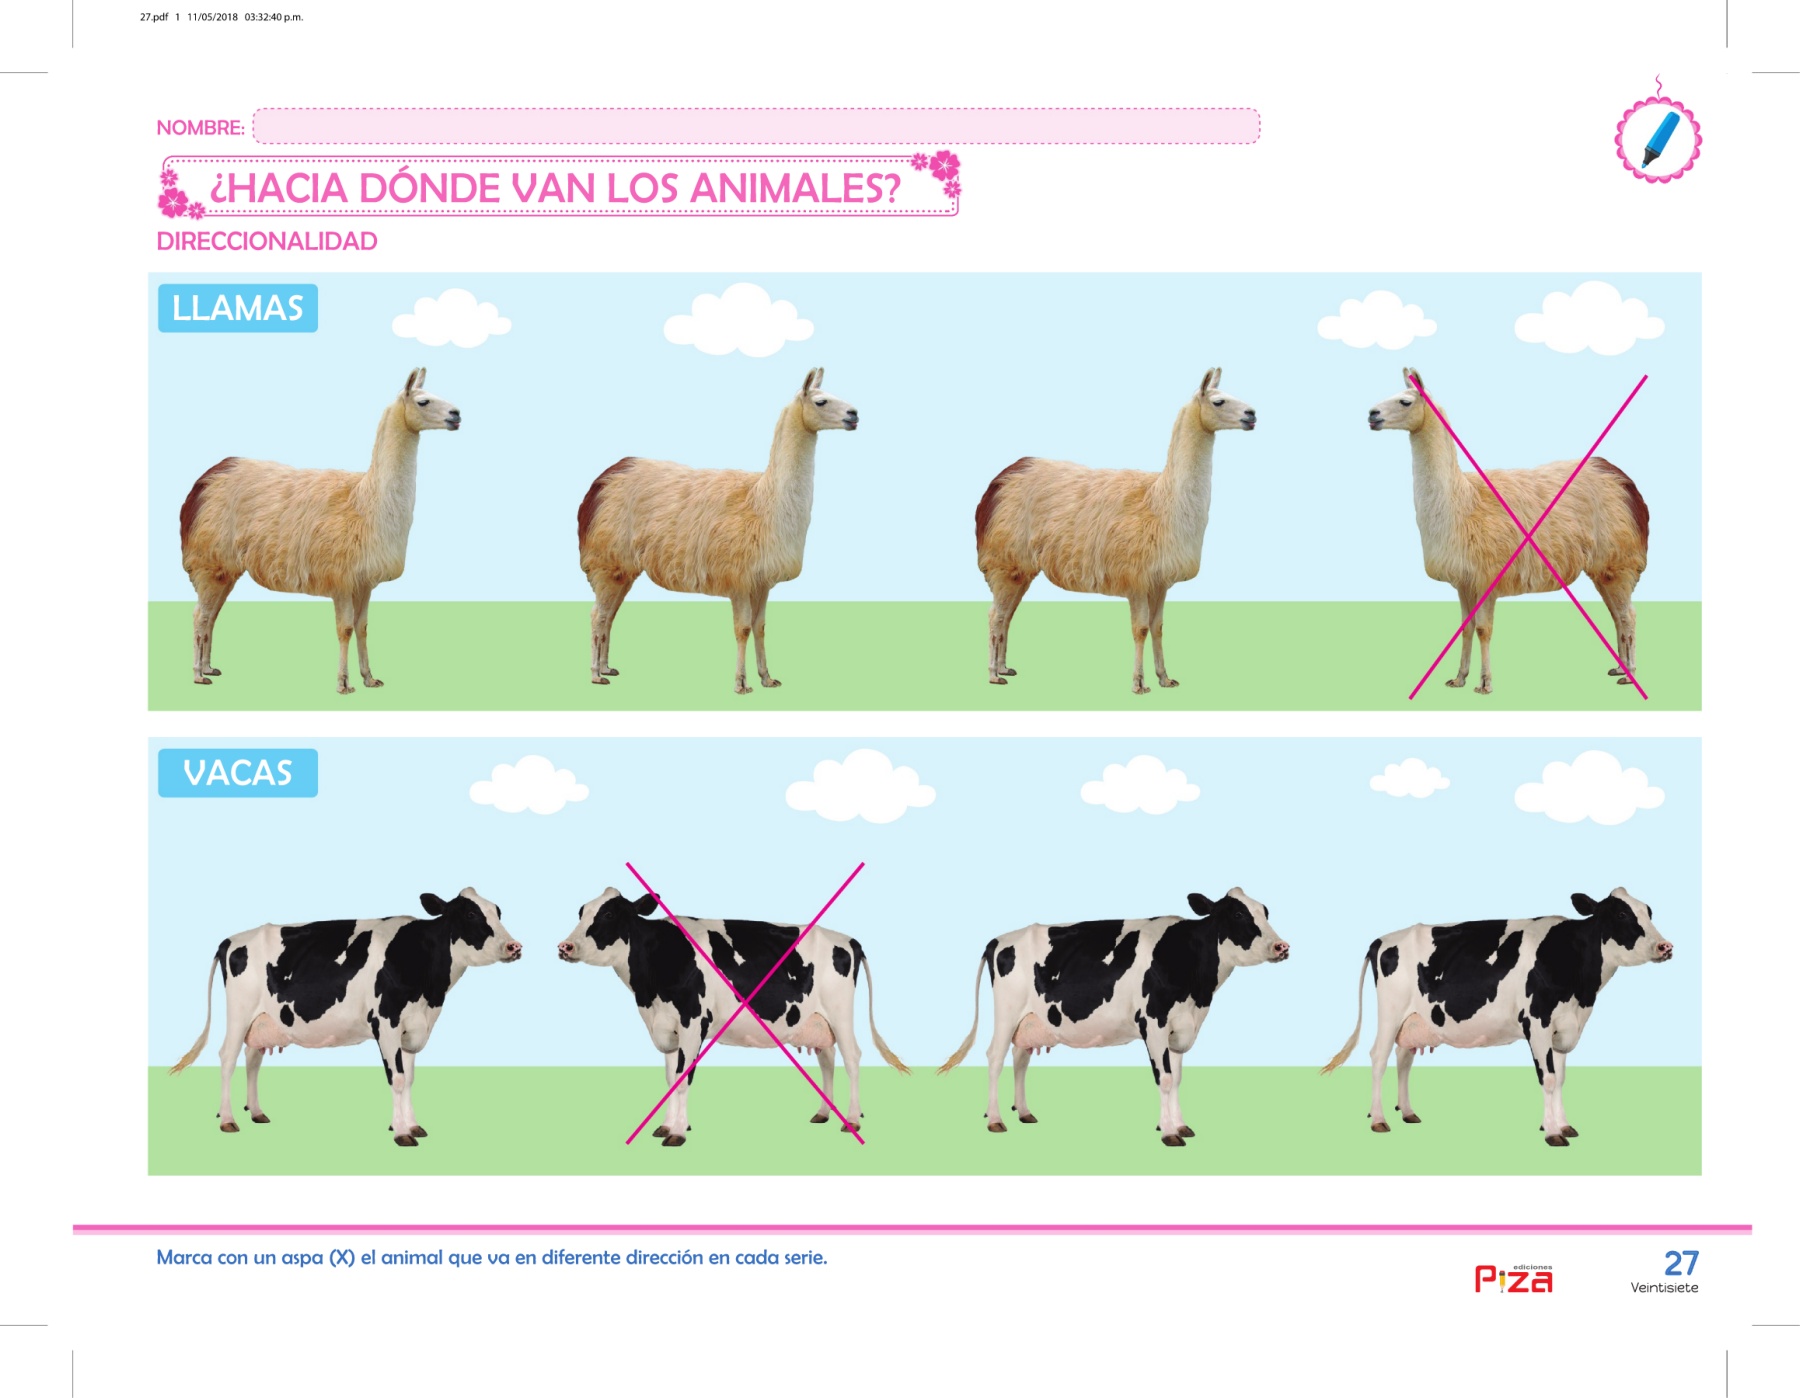 27.pdf 1 11/05/2018 03:32:40 p.m.
NOMBRE:
¿HACIA DÓNDE VAN LOS ANIMALES?
DIRECCIONALIDAD
LLAMAS
VACAS
Marca con un aspa (X) el animal que va en diferente dirección en cada serie.
ediciones
Piza
27
Veintisiete